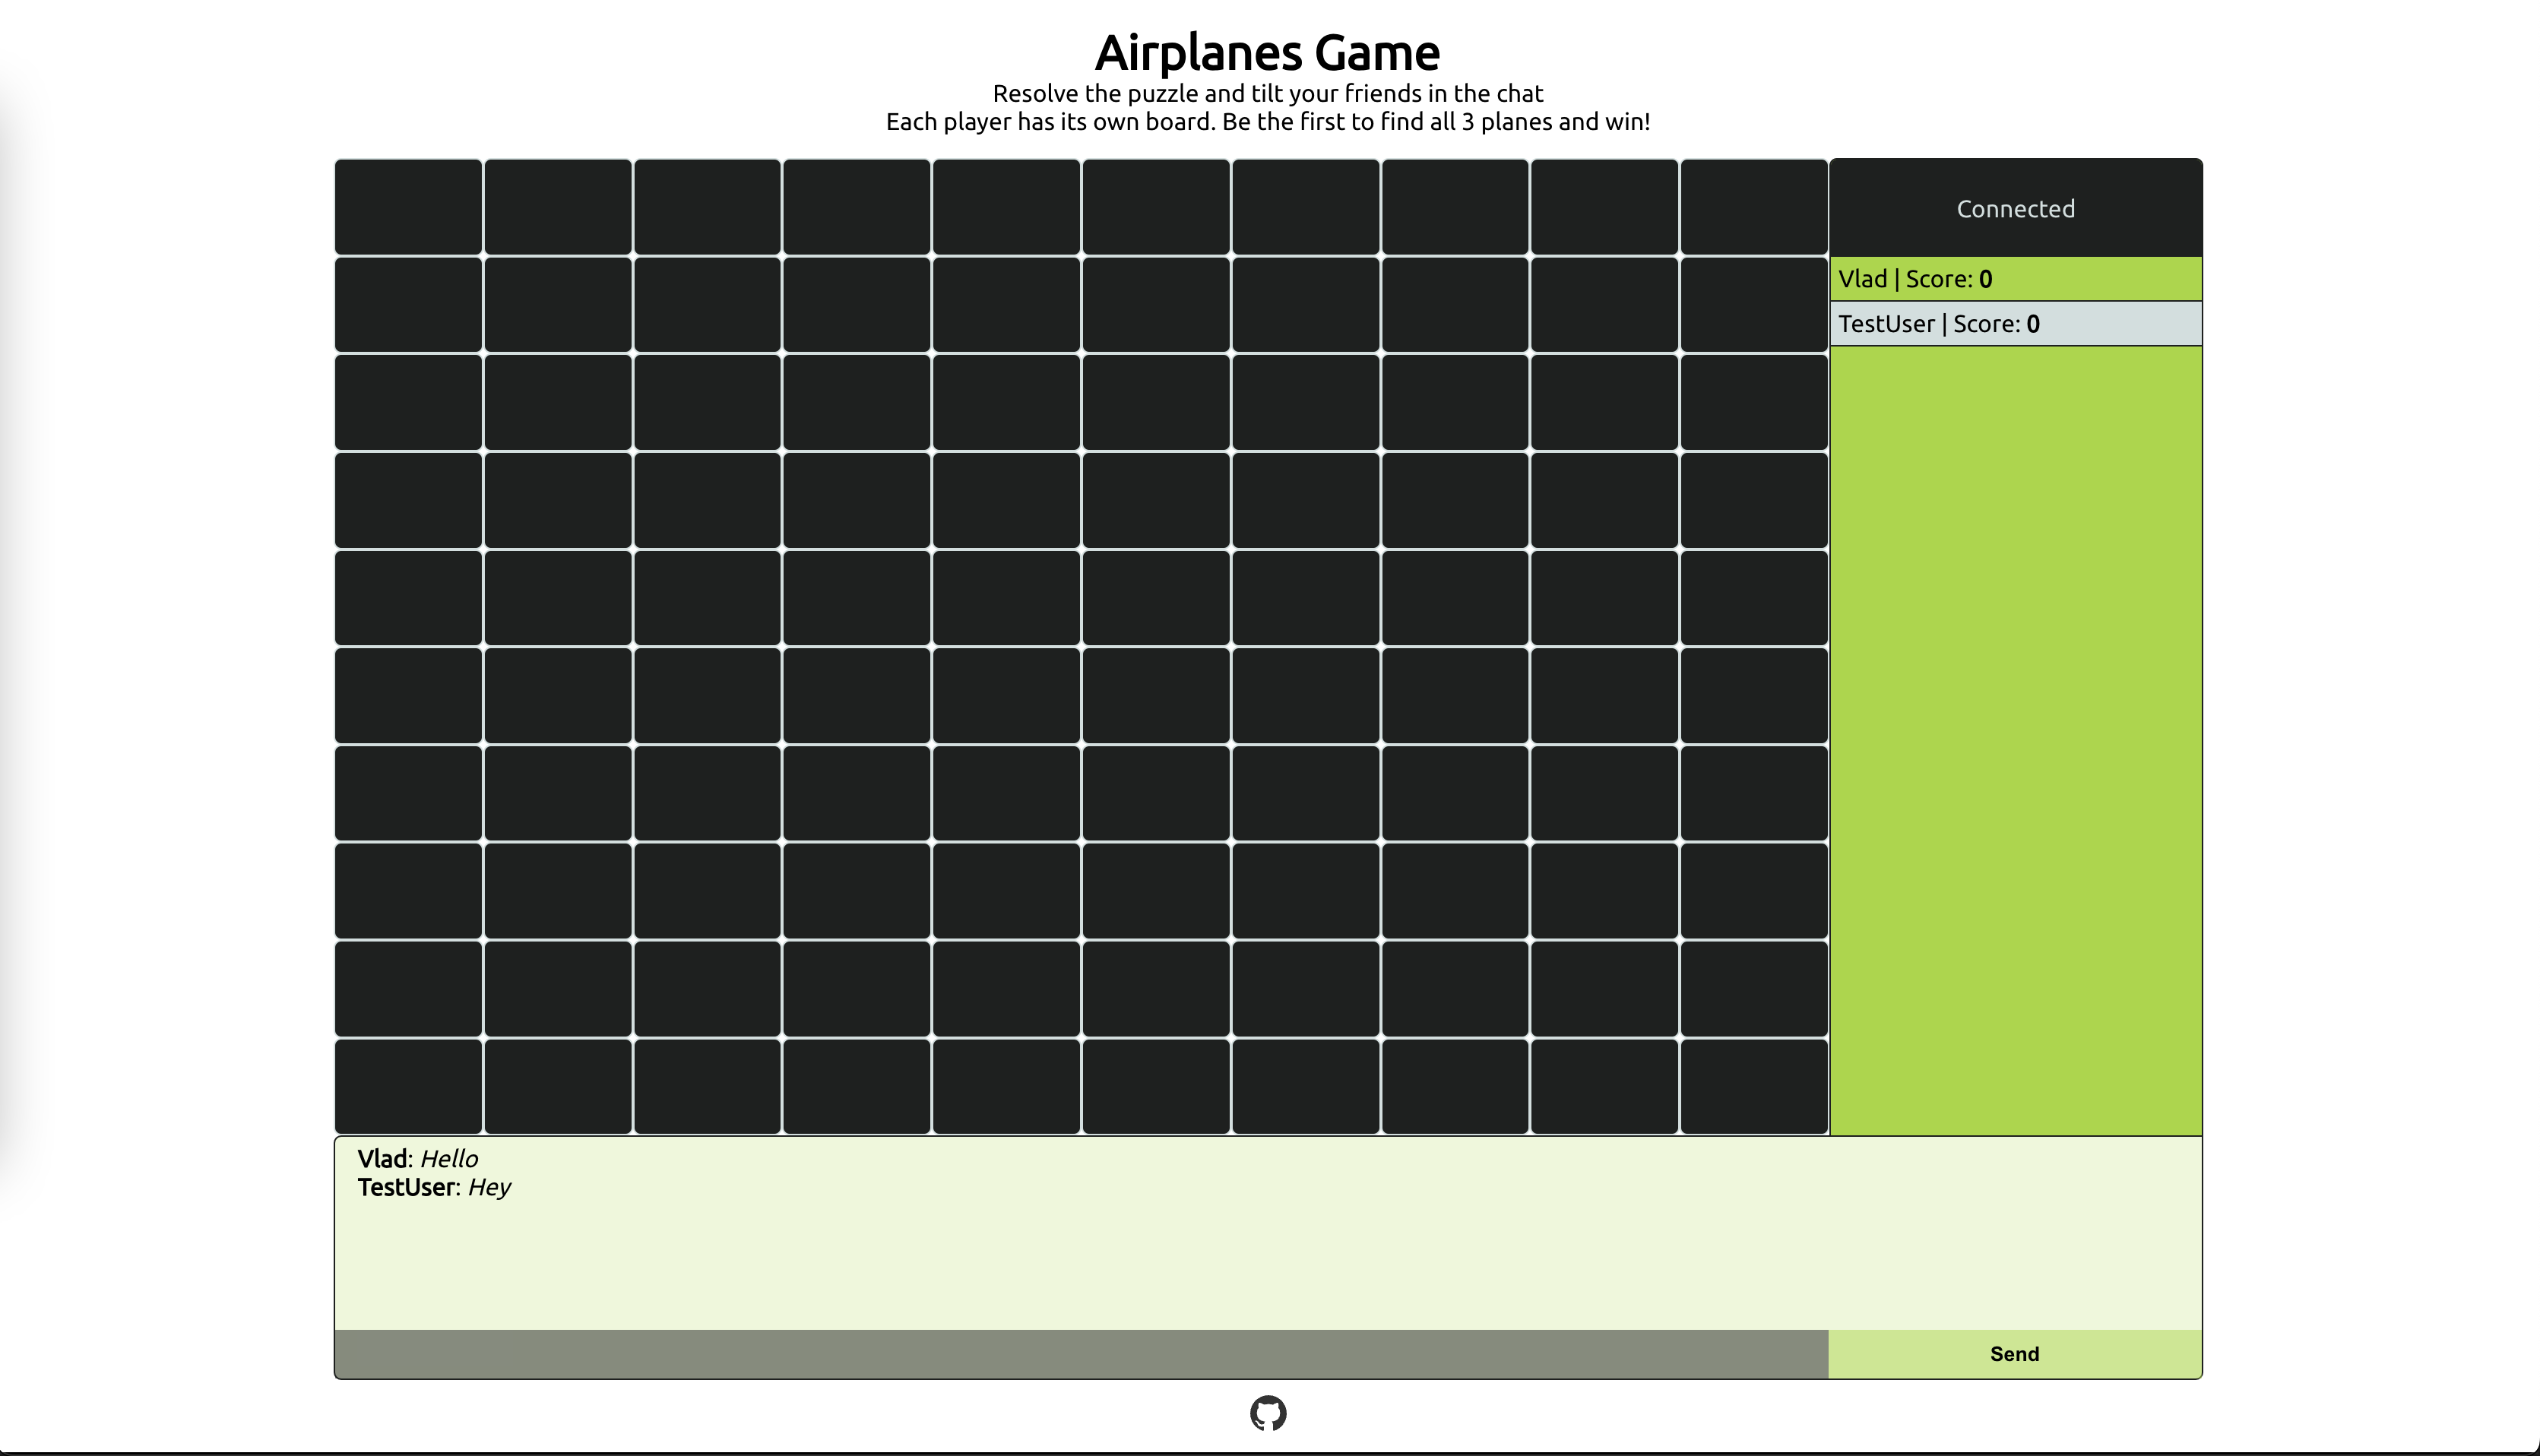 Airplanes Game
Resolve the puzzle and tilt your friends in the chat
Each player has its own board. Be the first to find all 3 planes and win!
Connected
Vlad | Score: 0
TestUser | Score: 0
Vlad: Hello
TestUser: Hey
Send